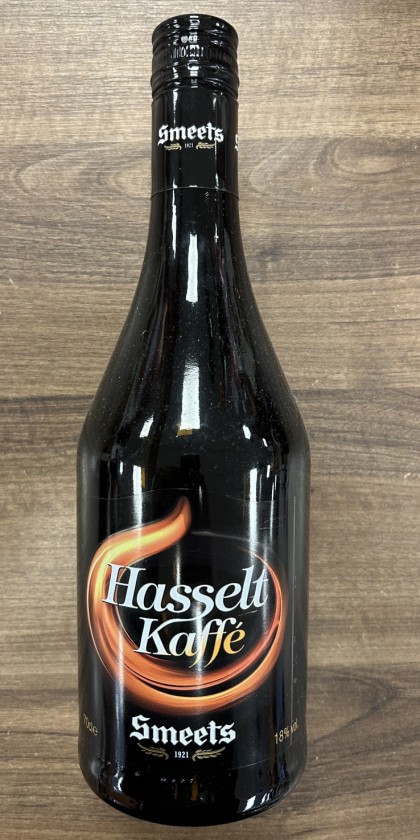 Smeets
1921
Hasselt
Kaffé
70cl e
18% vol.
Smeets
1921